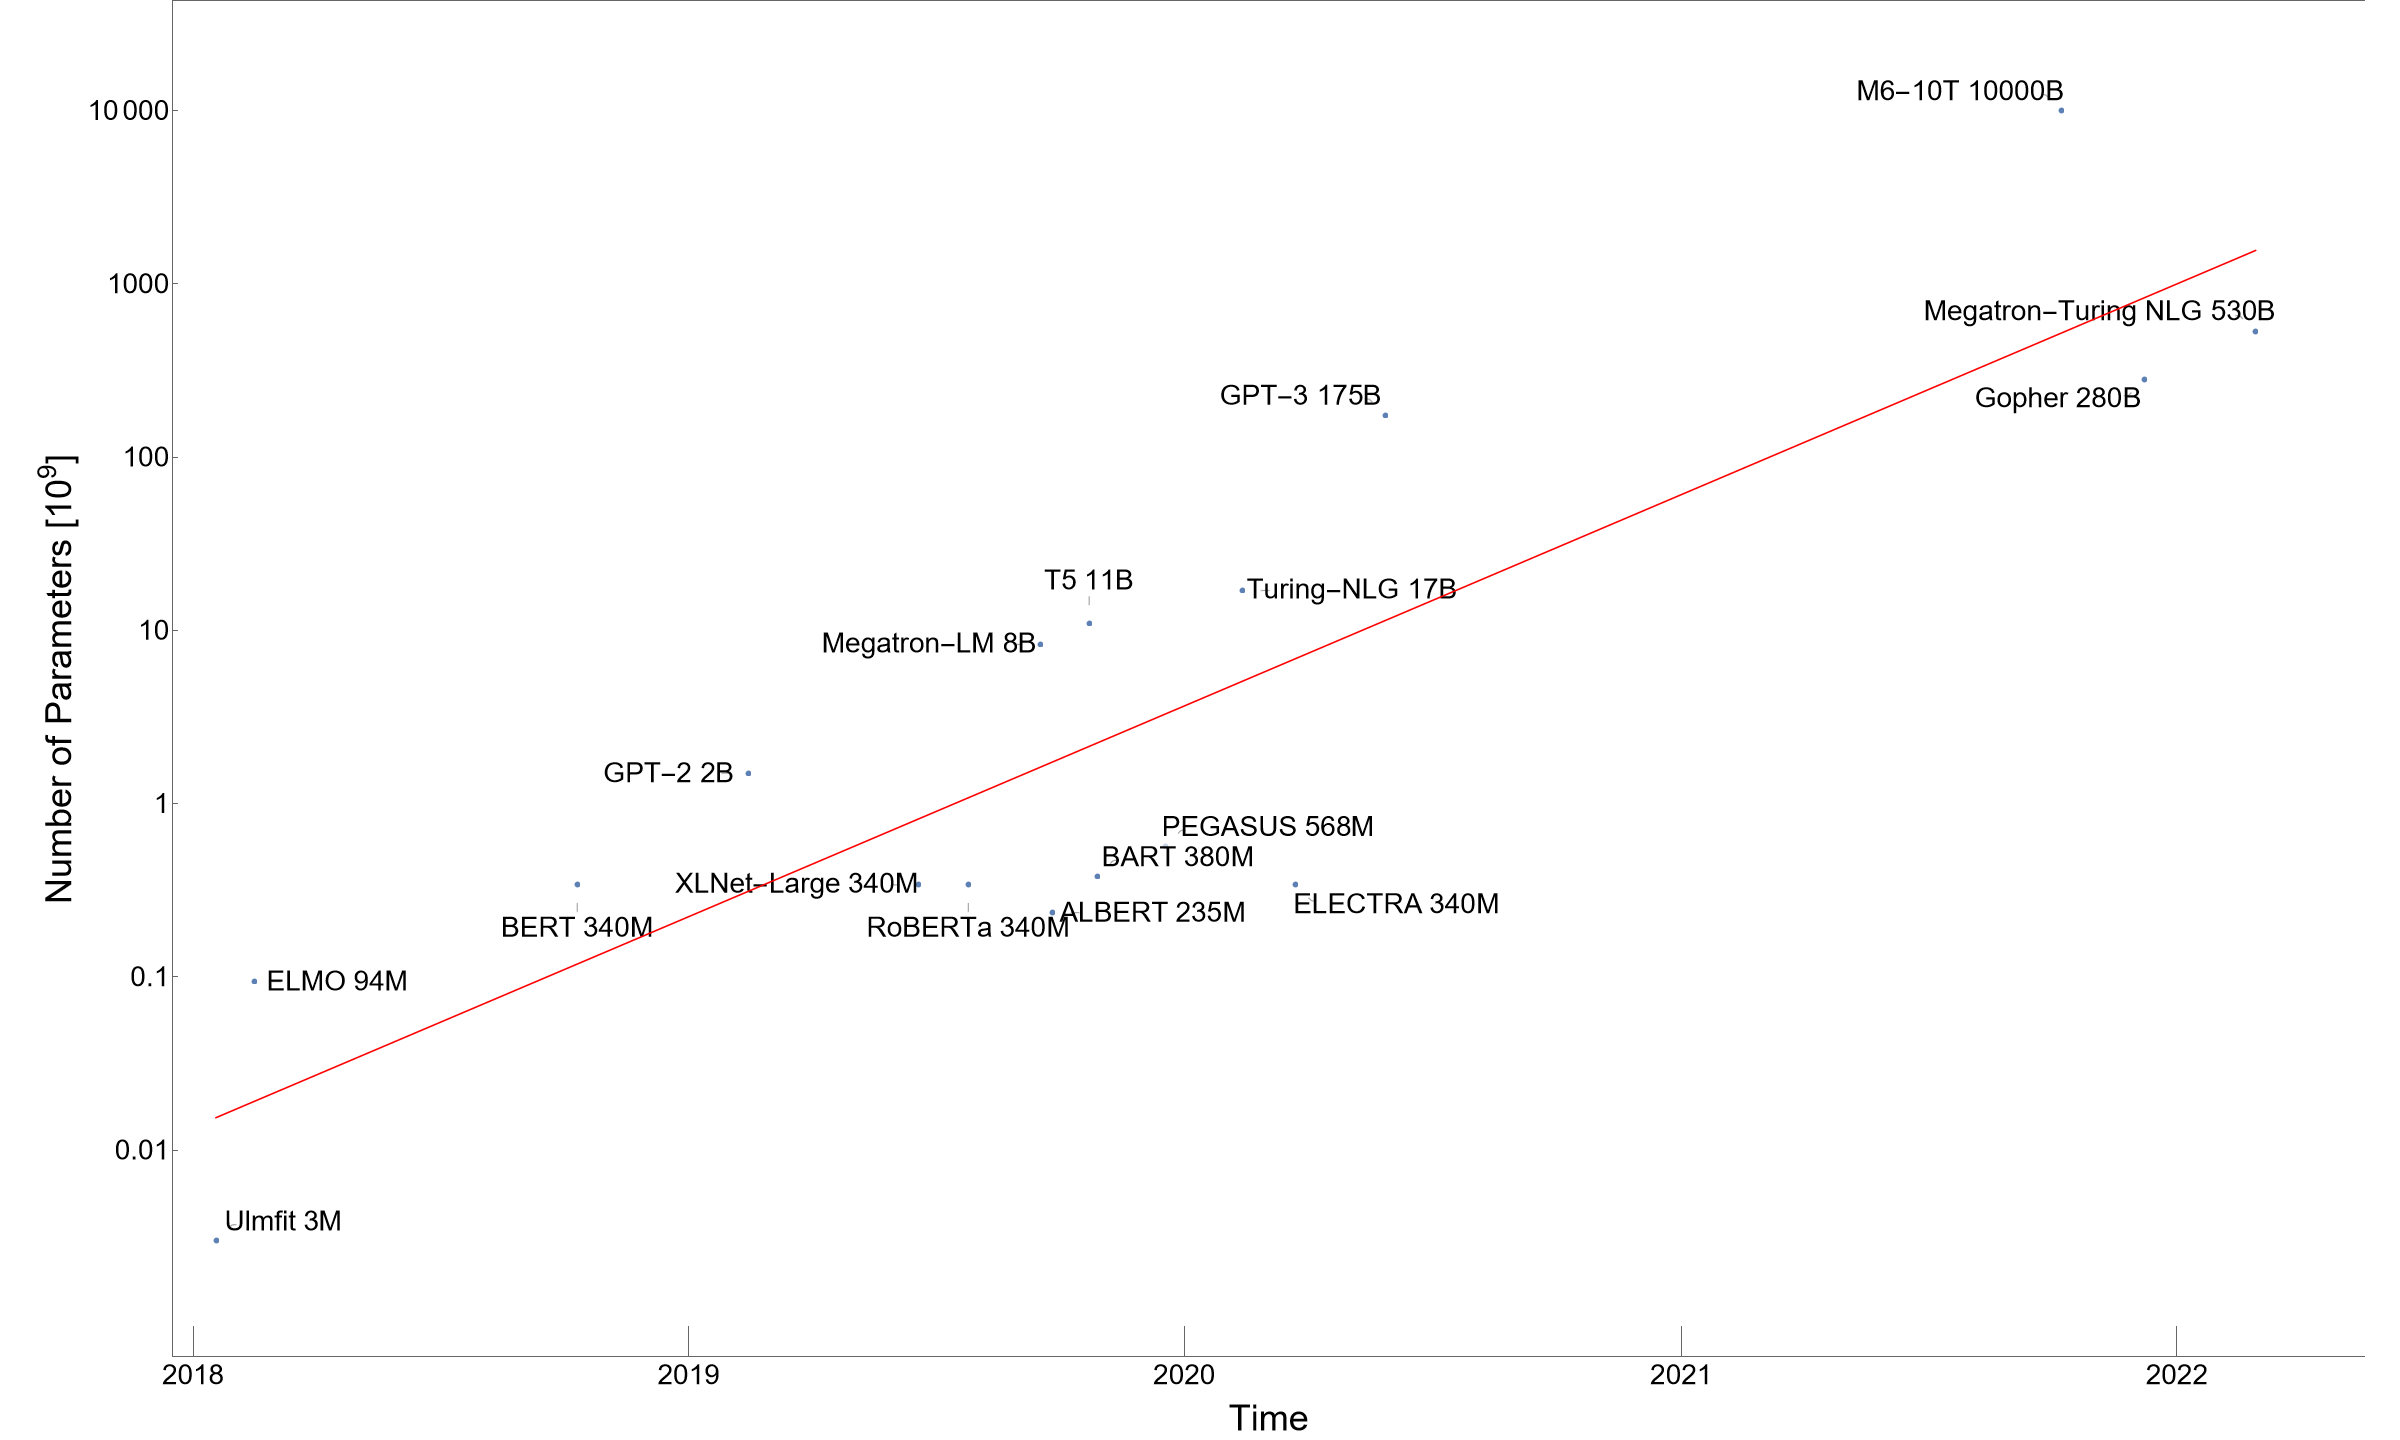 M6–10T 10000B
10 000
1000
Megatron–Turing NLG 530B
GPT–3 175B
Gopher 280B
100
Number of Parameters [10⁹]
T5 11B
Turing–NLG 17B
10
Megatron–LM 8B
GPT–2 2B
1
PEGASUS 568M
BART 380M
XLNet–Large 340M
ELECTRA 340M
ALBERT 235M
BERT 340M
RoBERTa 340M
0.1
ELMO 94M
0.01
Ulmfit 3M
2018 2019 2020 2021 2022
Time